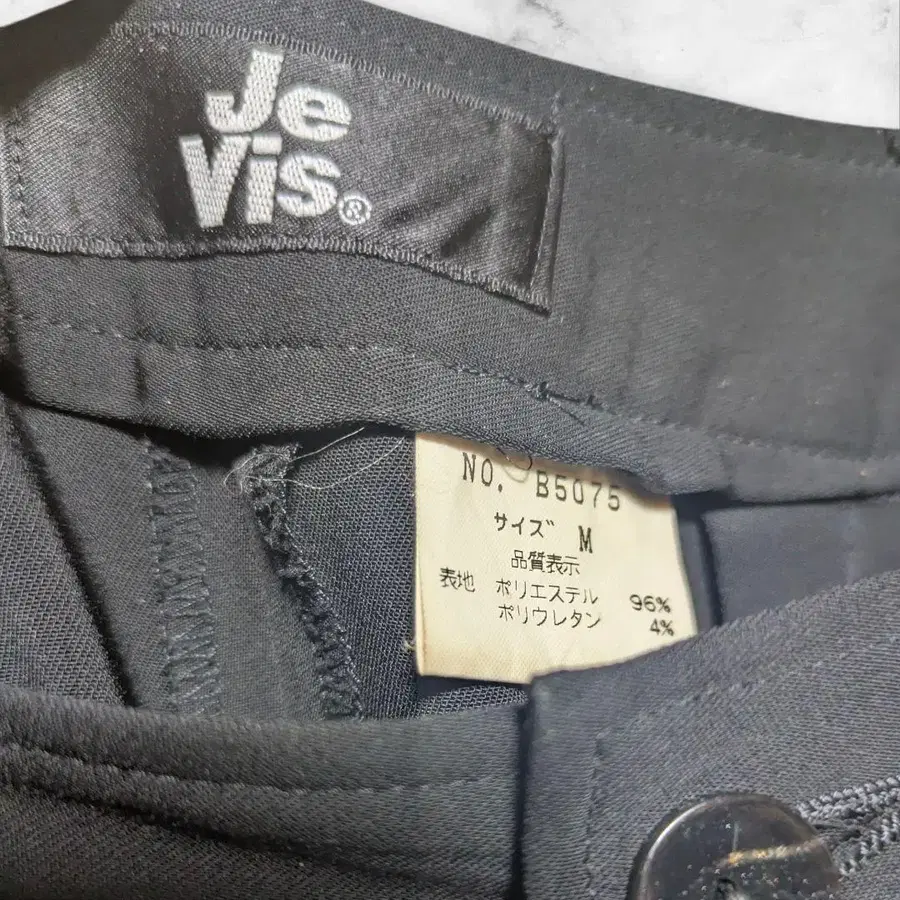 Je
Vis®
NO. B5075
サイズ M
品質表示
表地 ポリエステル 96%
ポリウレタン 4%